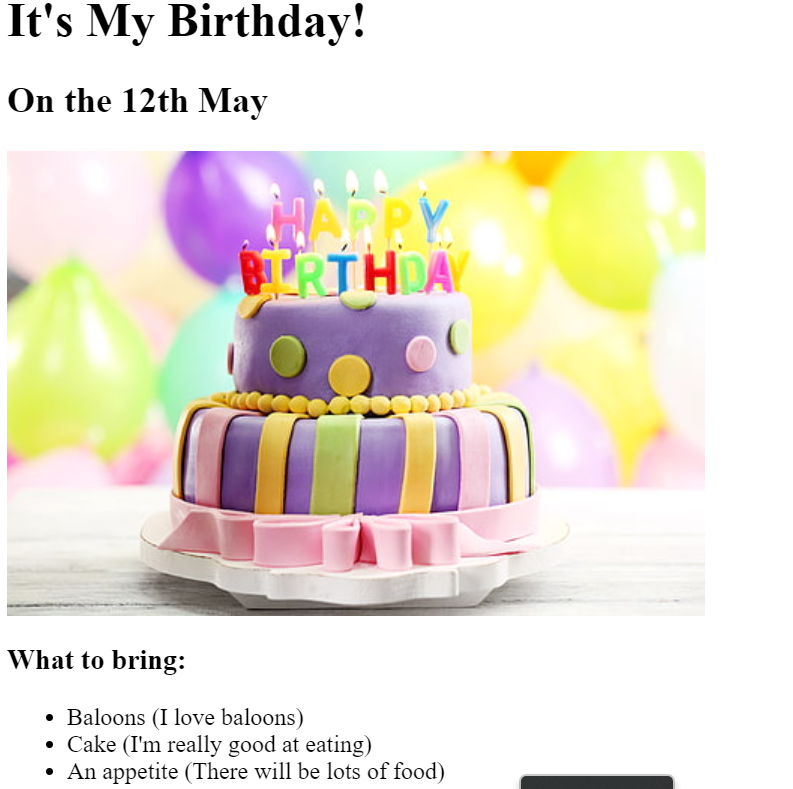 It's My Birthday!
On the 12th May
HAPPY
BIRTHDAY
What to bring:
Baloons (I love baloons)
Cake (I'm really good at eating)
An appetite (There will be lots of food)